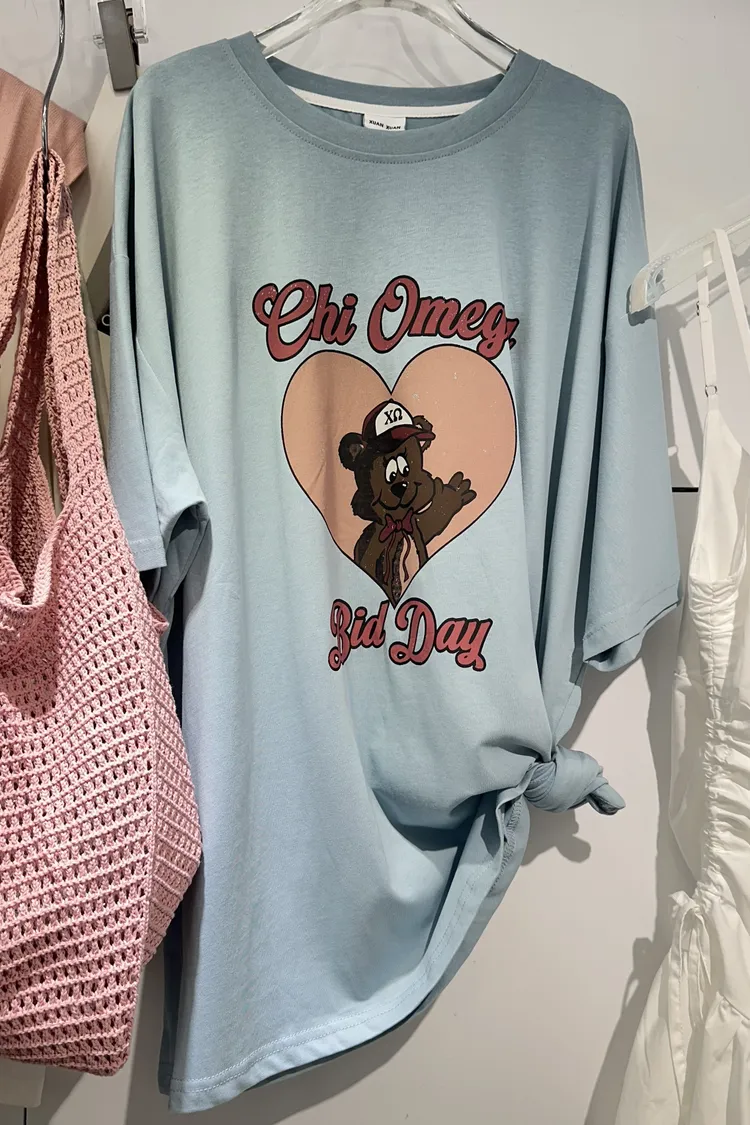 XUAN XUAN
Chi Omeg
ΧΩ
Bid Day